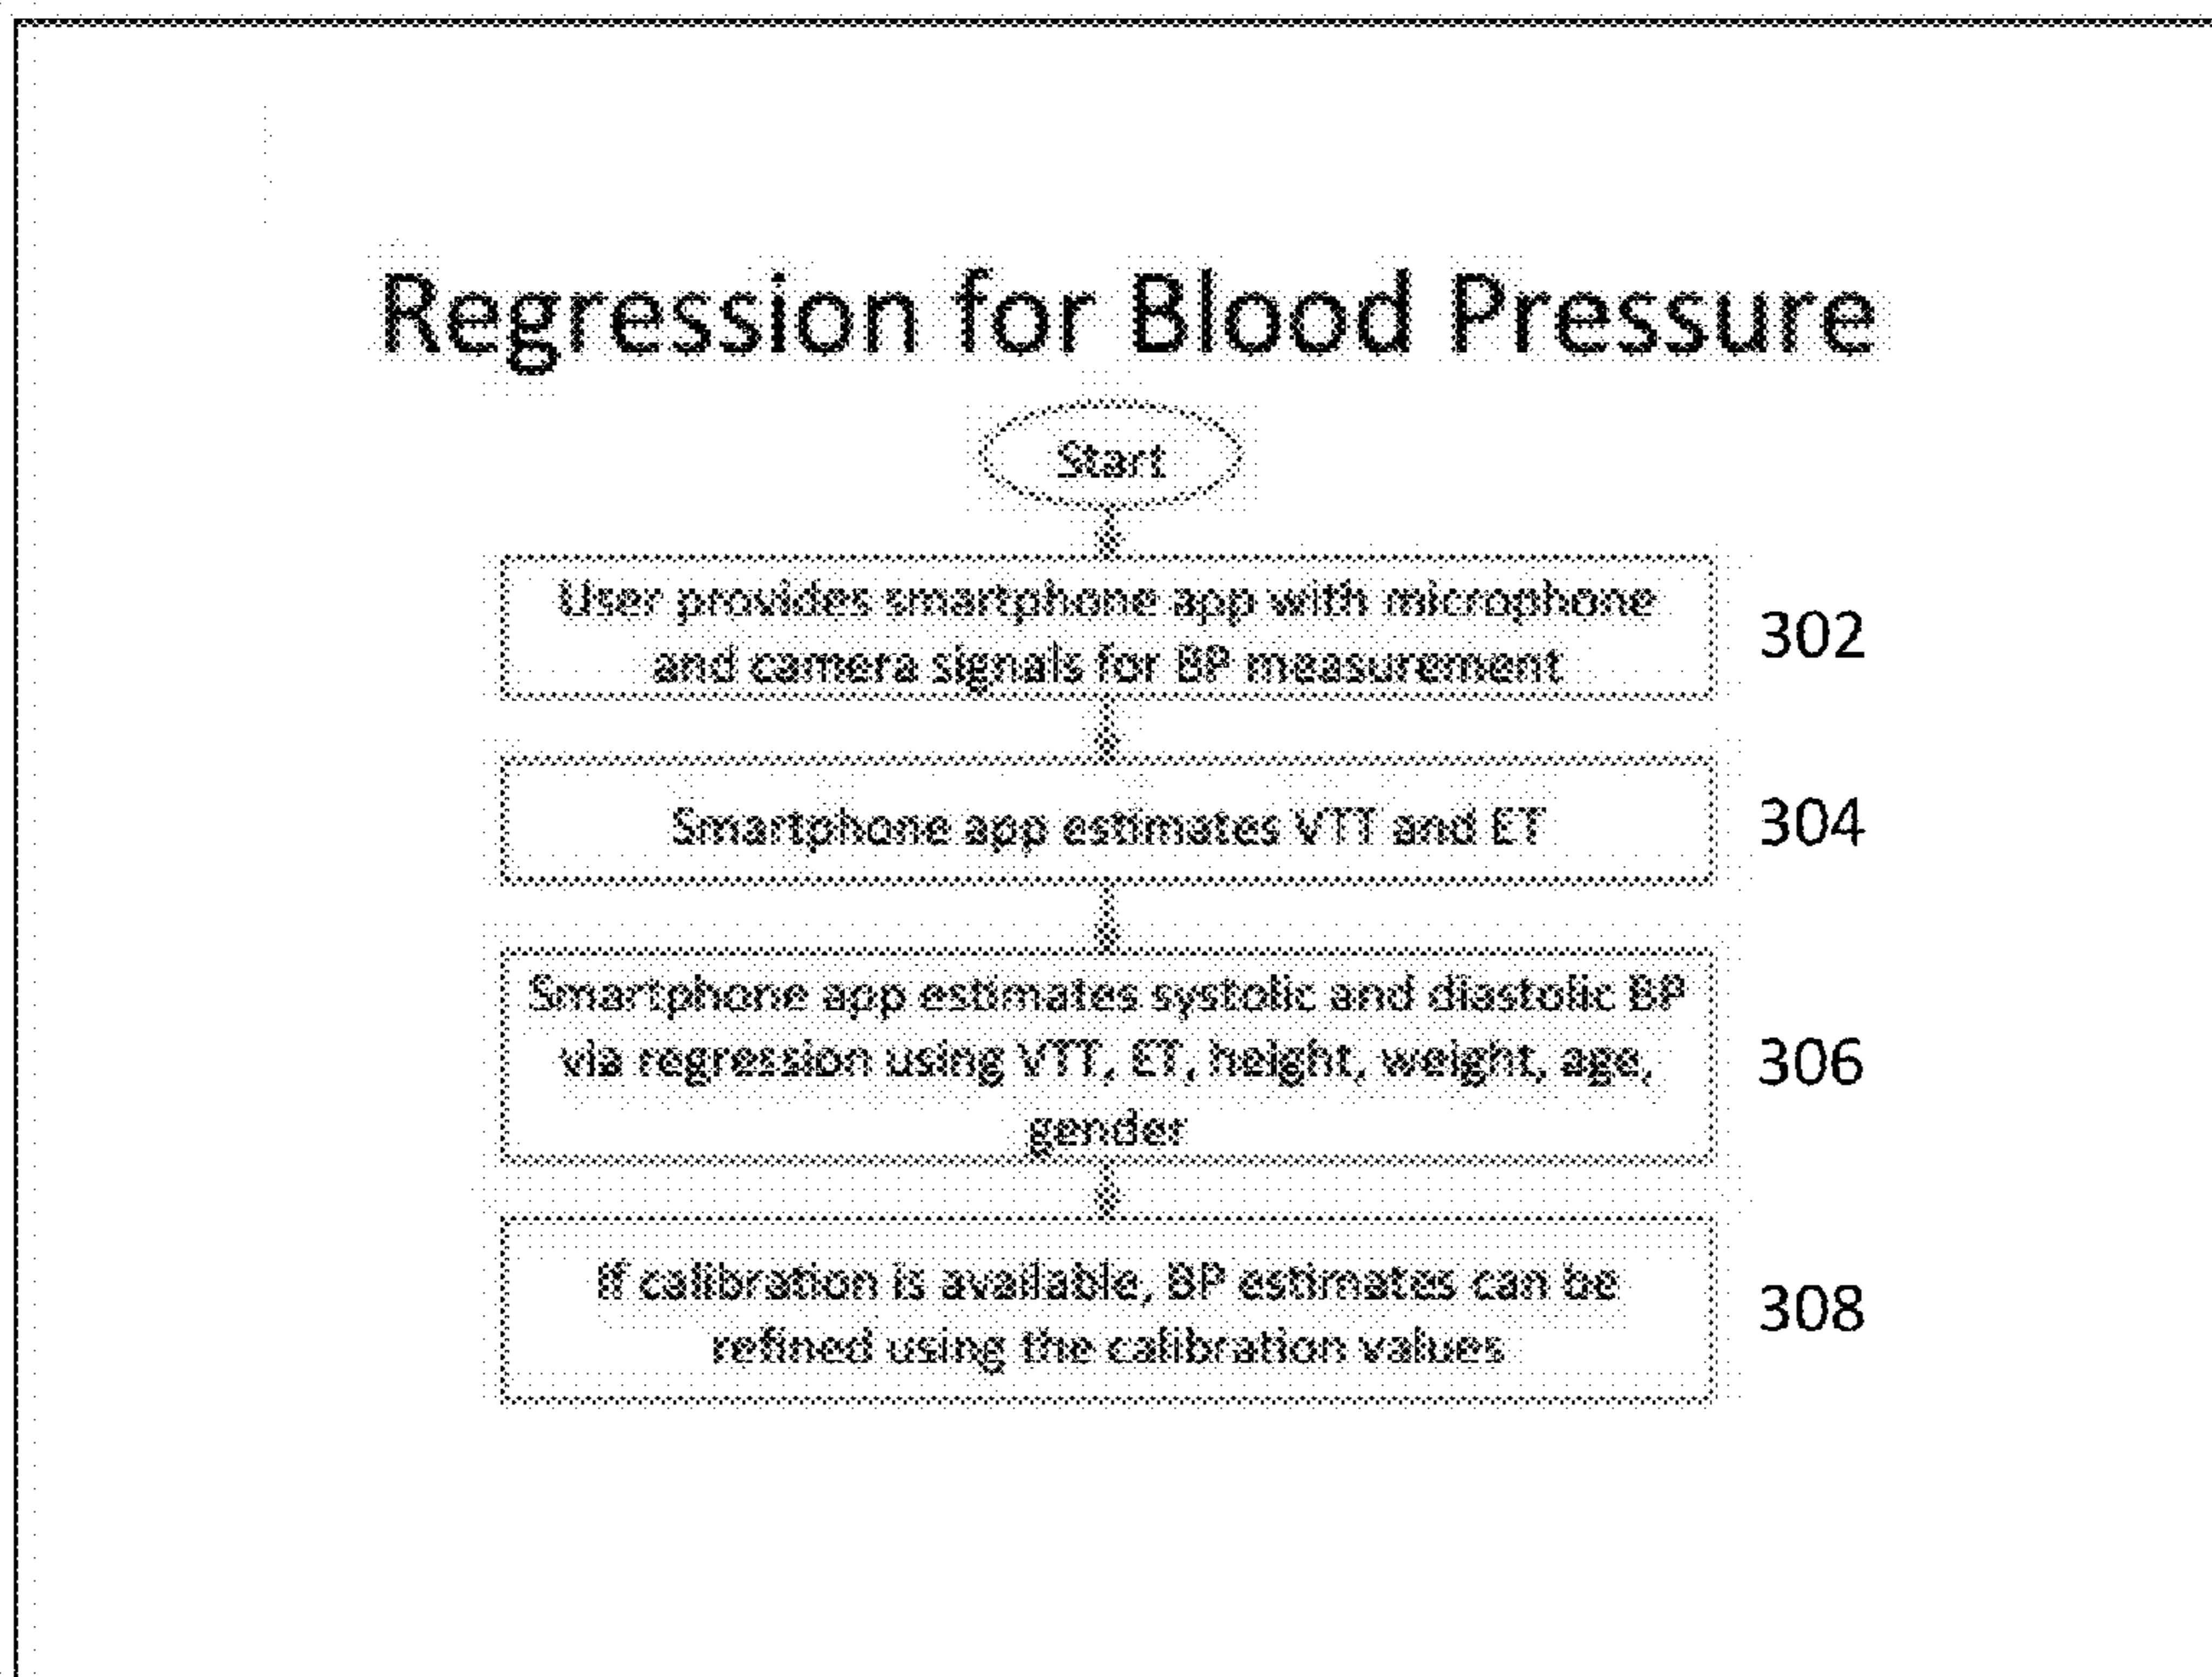 Regression for Blood Pressure
Start
User provides smartphone app with microphone
and camera signals for BP measurement
302
Smartphone app estimates VTT and ET
304
Smartphone app estimates systolic and diastolic BP
via regression using VTT, ET, height, weight, age,
gender
306
If calibration is available, BP estimates can be
refined using the calibration values
308